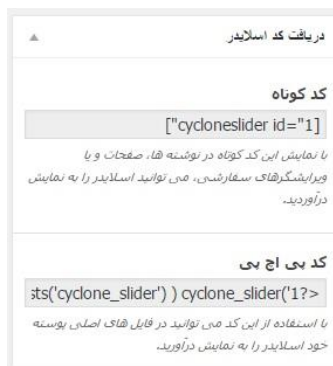 دریافت کد اسلایدر
کد کوتاه
["cycloneslider id="1]
با نمایش این کد کوتاه در نوشته ها، صفحات و یا
ویرایشگرهای سفارشی، می توانید اسلایدر را به نمایش
درآوردید.
کد پی اچ پی
sts('cyclone_slider') ) cyclone_slider('1?>
با استفاده از این کد می توانید در فایل های اصلی پوسته
خود اسلایدر را به نمایش درآورید.